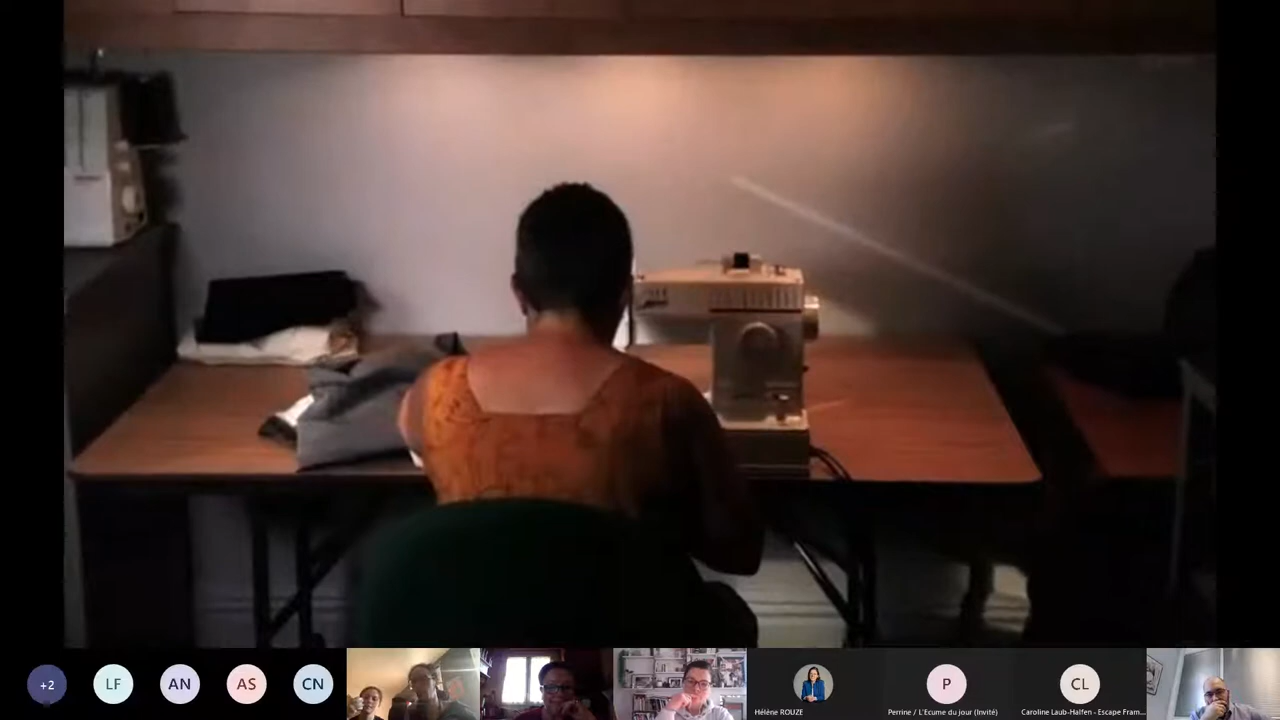 +2
LF
AN
AS
CN
Hélène ROUZE
P
Perrine / L'Ecume du jour (Invité)
CL
Caroline Laub-Halfen - Escape Fram...